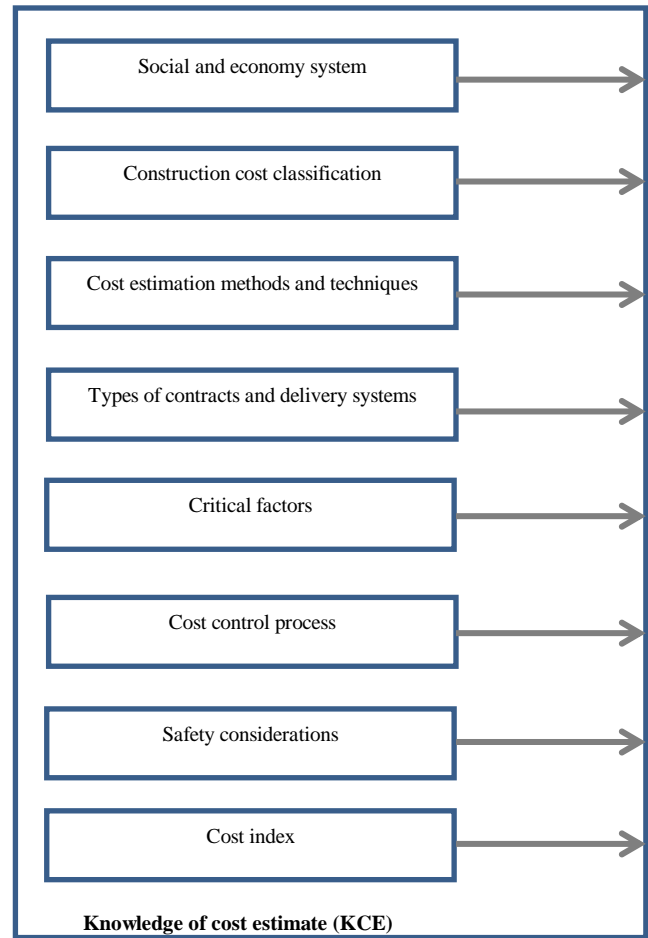 Social and economy system
Construction cost classification
Cost estimation methods and techniques
Types of contracts and delivery systems
Critical factors
Cost control process
Safety considerations
Cost index
Knowledge of cost estimate (KCE)